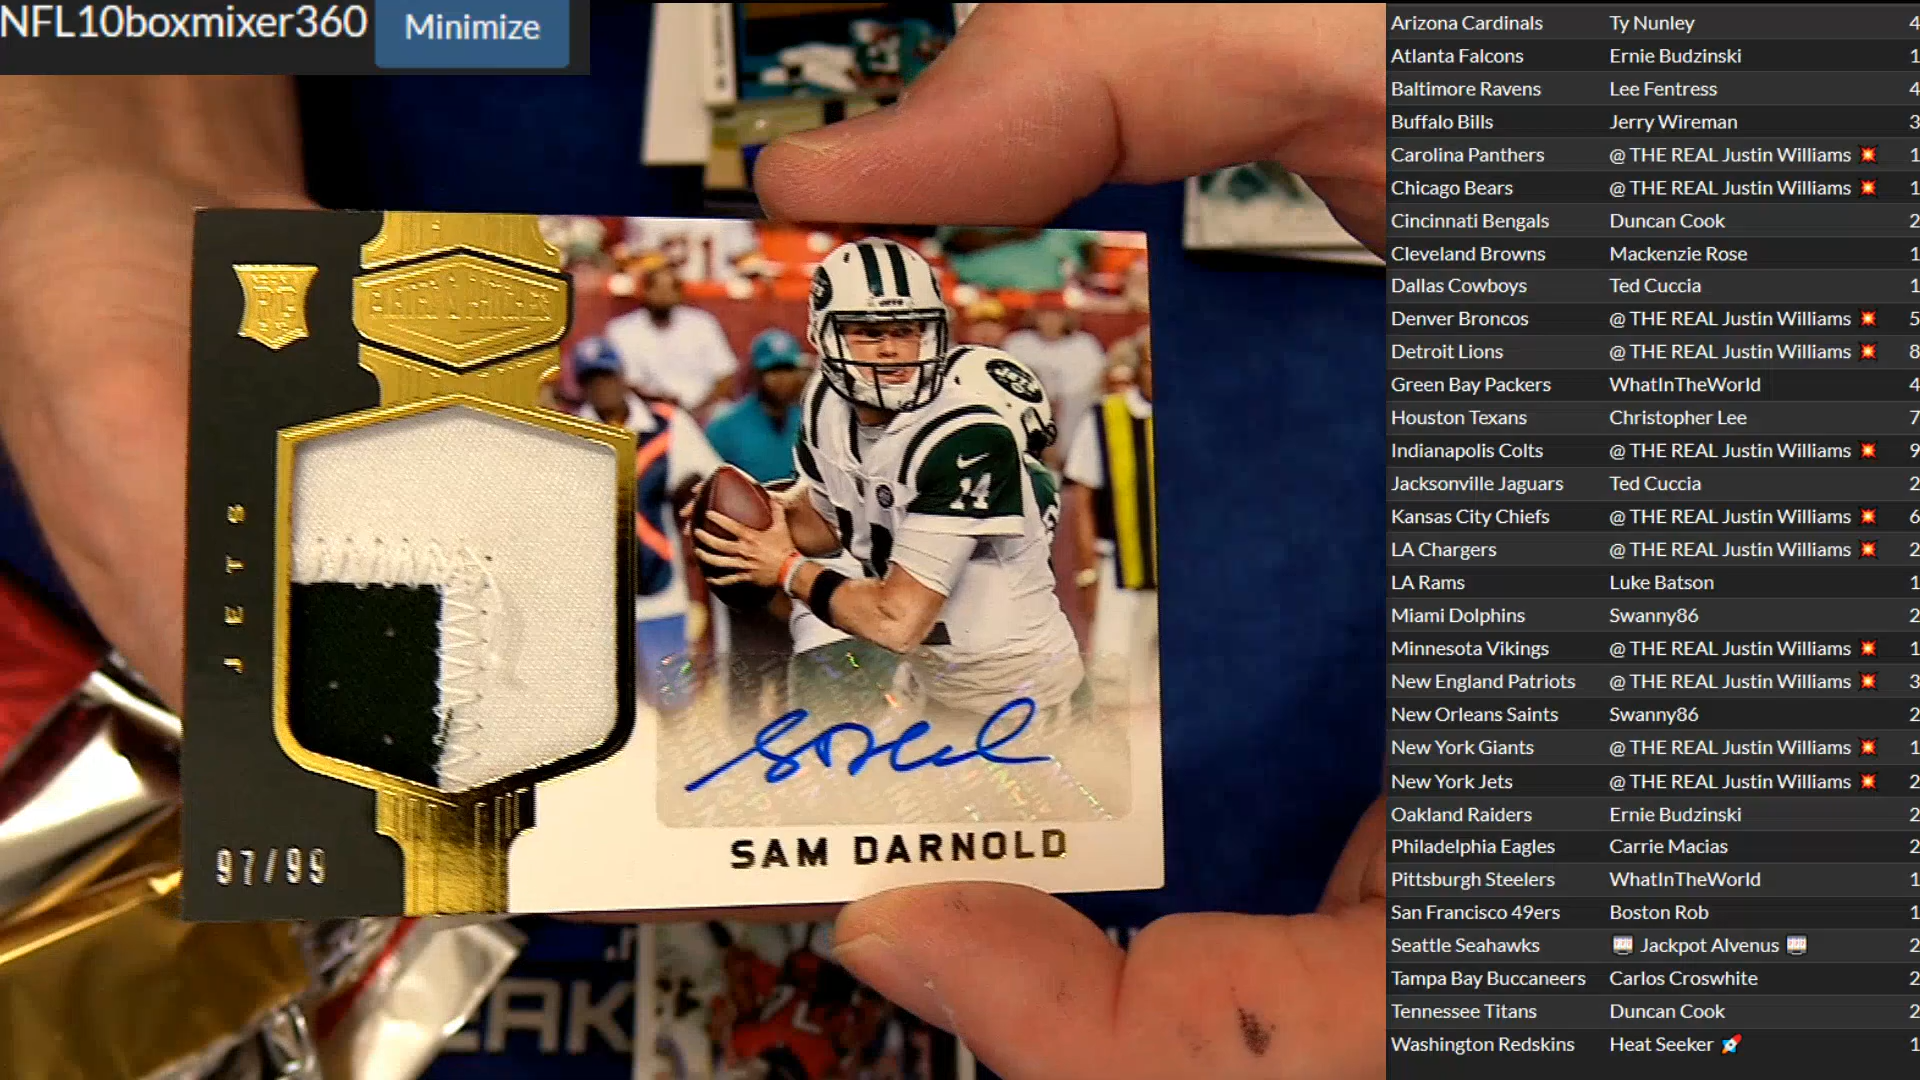 NFL10boxmixer360 Minimize
RC
PLATES & PATCHES
JETS
JETS
14
97/99
SAM DARNOLD
Arizona Cardinals Ty Nunley 4
Atlanta Falcons Ernie Budzinski 1
Baltimore Ravens Lee Fentress 4
Buffalo Bills Jerry Wireman 3
Carolina Panthers @ THE REAL Justin Williams 💥 1
Chicago Bears @ THE REAL Justin Williams 💥 1
Cincinnati Bengals Duncan Cook 2
Cleveland Browns Mackenzie Rose 1
Dallas Cowboys Ted Cuccia 1
Denver Broncos @ THE REAL Justin Williams 💥 5
Detroit Lions @ THE REAL Justin Williams 💥 8
Green Bay Packers WhatInTheWorld 4
Houston Texans Christopher Lee 7
Indianapolis Colts @ THE REAL Justin Williams 💥 9
Jacksonville Jaguars Ted Cuccia 2
Kansas City Chiefs @ THE REAL Justin Williams 💥 6
LA Chargers @ THE REAL Justin Williams 💥 2
LA Rams Luke Batson 1
Miami Dolphins Swanny86 2
Minnesota Vikings @ THE REAL Justin Williams 💥 1
New England Patriots @ THE REAL Justin Williams 💥 3
New Orleans Saints Swanny86 2
New York Giants @ THE REAL Justin Williams 💥 1
New York Jets @ THE REAL Justin Williams 💥 2
Oakland Raiders Ernie Budzinski 2
Philadelphia Eagles Carrie Macias 2
Pittsburgh Steelers WhatInTheWorld 1
San Francisco 49ers Boston Rob 1
Seattle Seahawks 🎰 Jackpot Alvenus 🎰 2
Tampa Bay Buccaneers Carlos Croswhite 2
Tennessee Titans Duncan Cook 2
Washington Redskins Heat Seeker 🚀 1